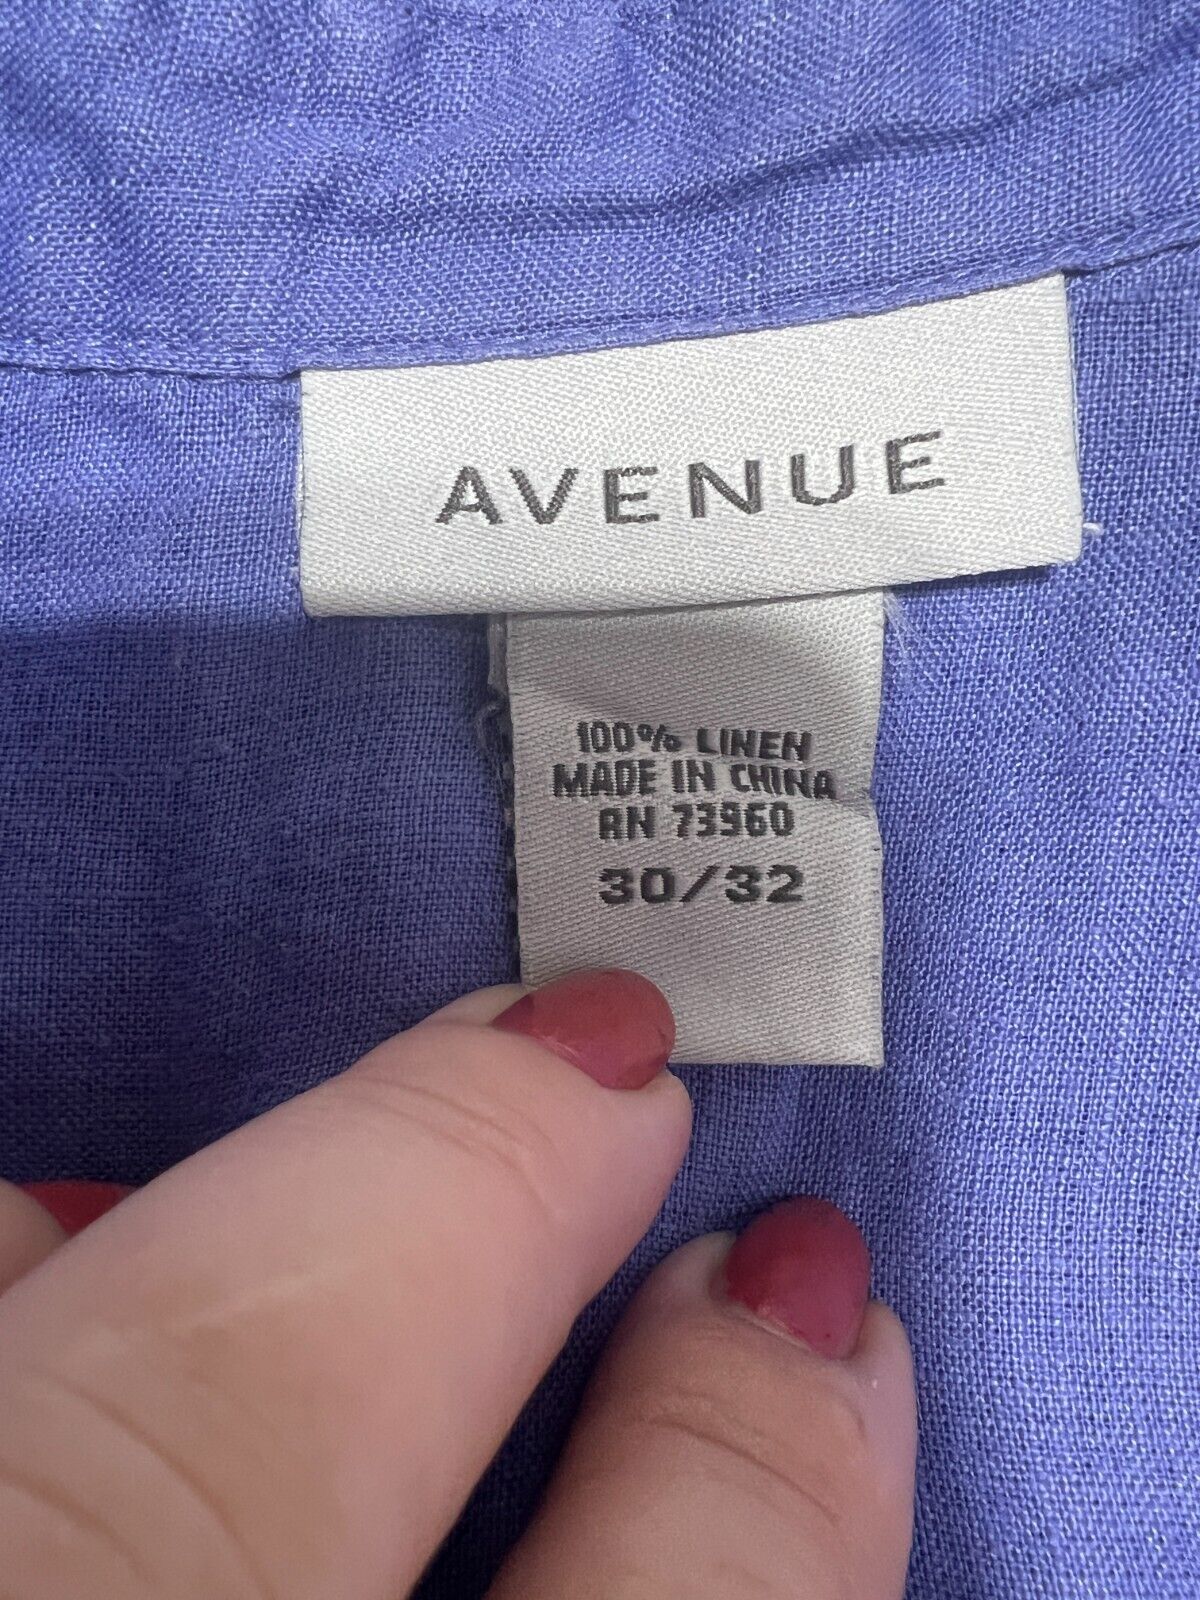 AVENUE
100% LINEN
MADE IN CHINA
RN 73960
30/32